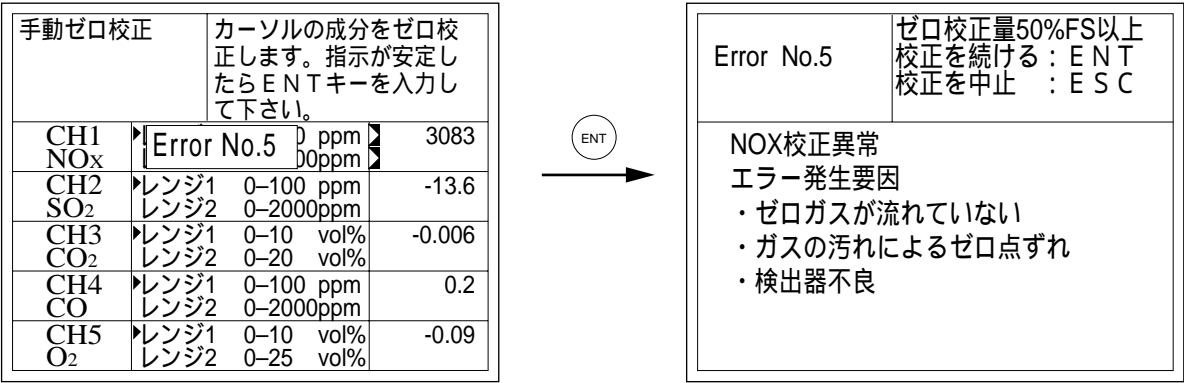 手動ゼロ校正
カーソルの成分をゼロ校
正します。指示が安定し
たらＥＮＴキーを入力し
て下さい。
CH1 ppm 3083
NOx ppm
Error No.5
CH2 レンジ1 0–100 ppm -13.6
SO2 レンジ2 0–2000ppm
CH3 レンジ1 0–10 vol% -0.006
CO2 レンジ2 0–20 vol%
CH4 レンジ1 0–100 ppm 0.2
CO レンジ2 0–2000ppm
CH5 レンジ1 0–10 vol% -0.09
O2 レンジ2 0–25 vol%
ENT
Error No.5
ゼロ校正量50%FS以上
校正を続ける：ＥＮＴ
校正を中止　：ＥＳＣ
NOX校正異常
エラー発生要因
・ゼロガスが流れていない
・ガスの汚れによるゼロ点ずれ
・検出器不良